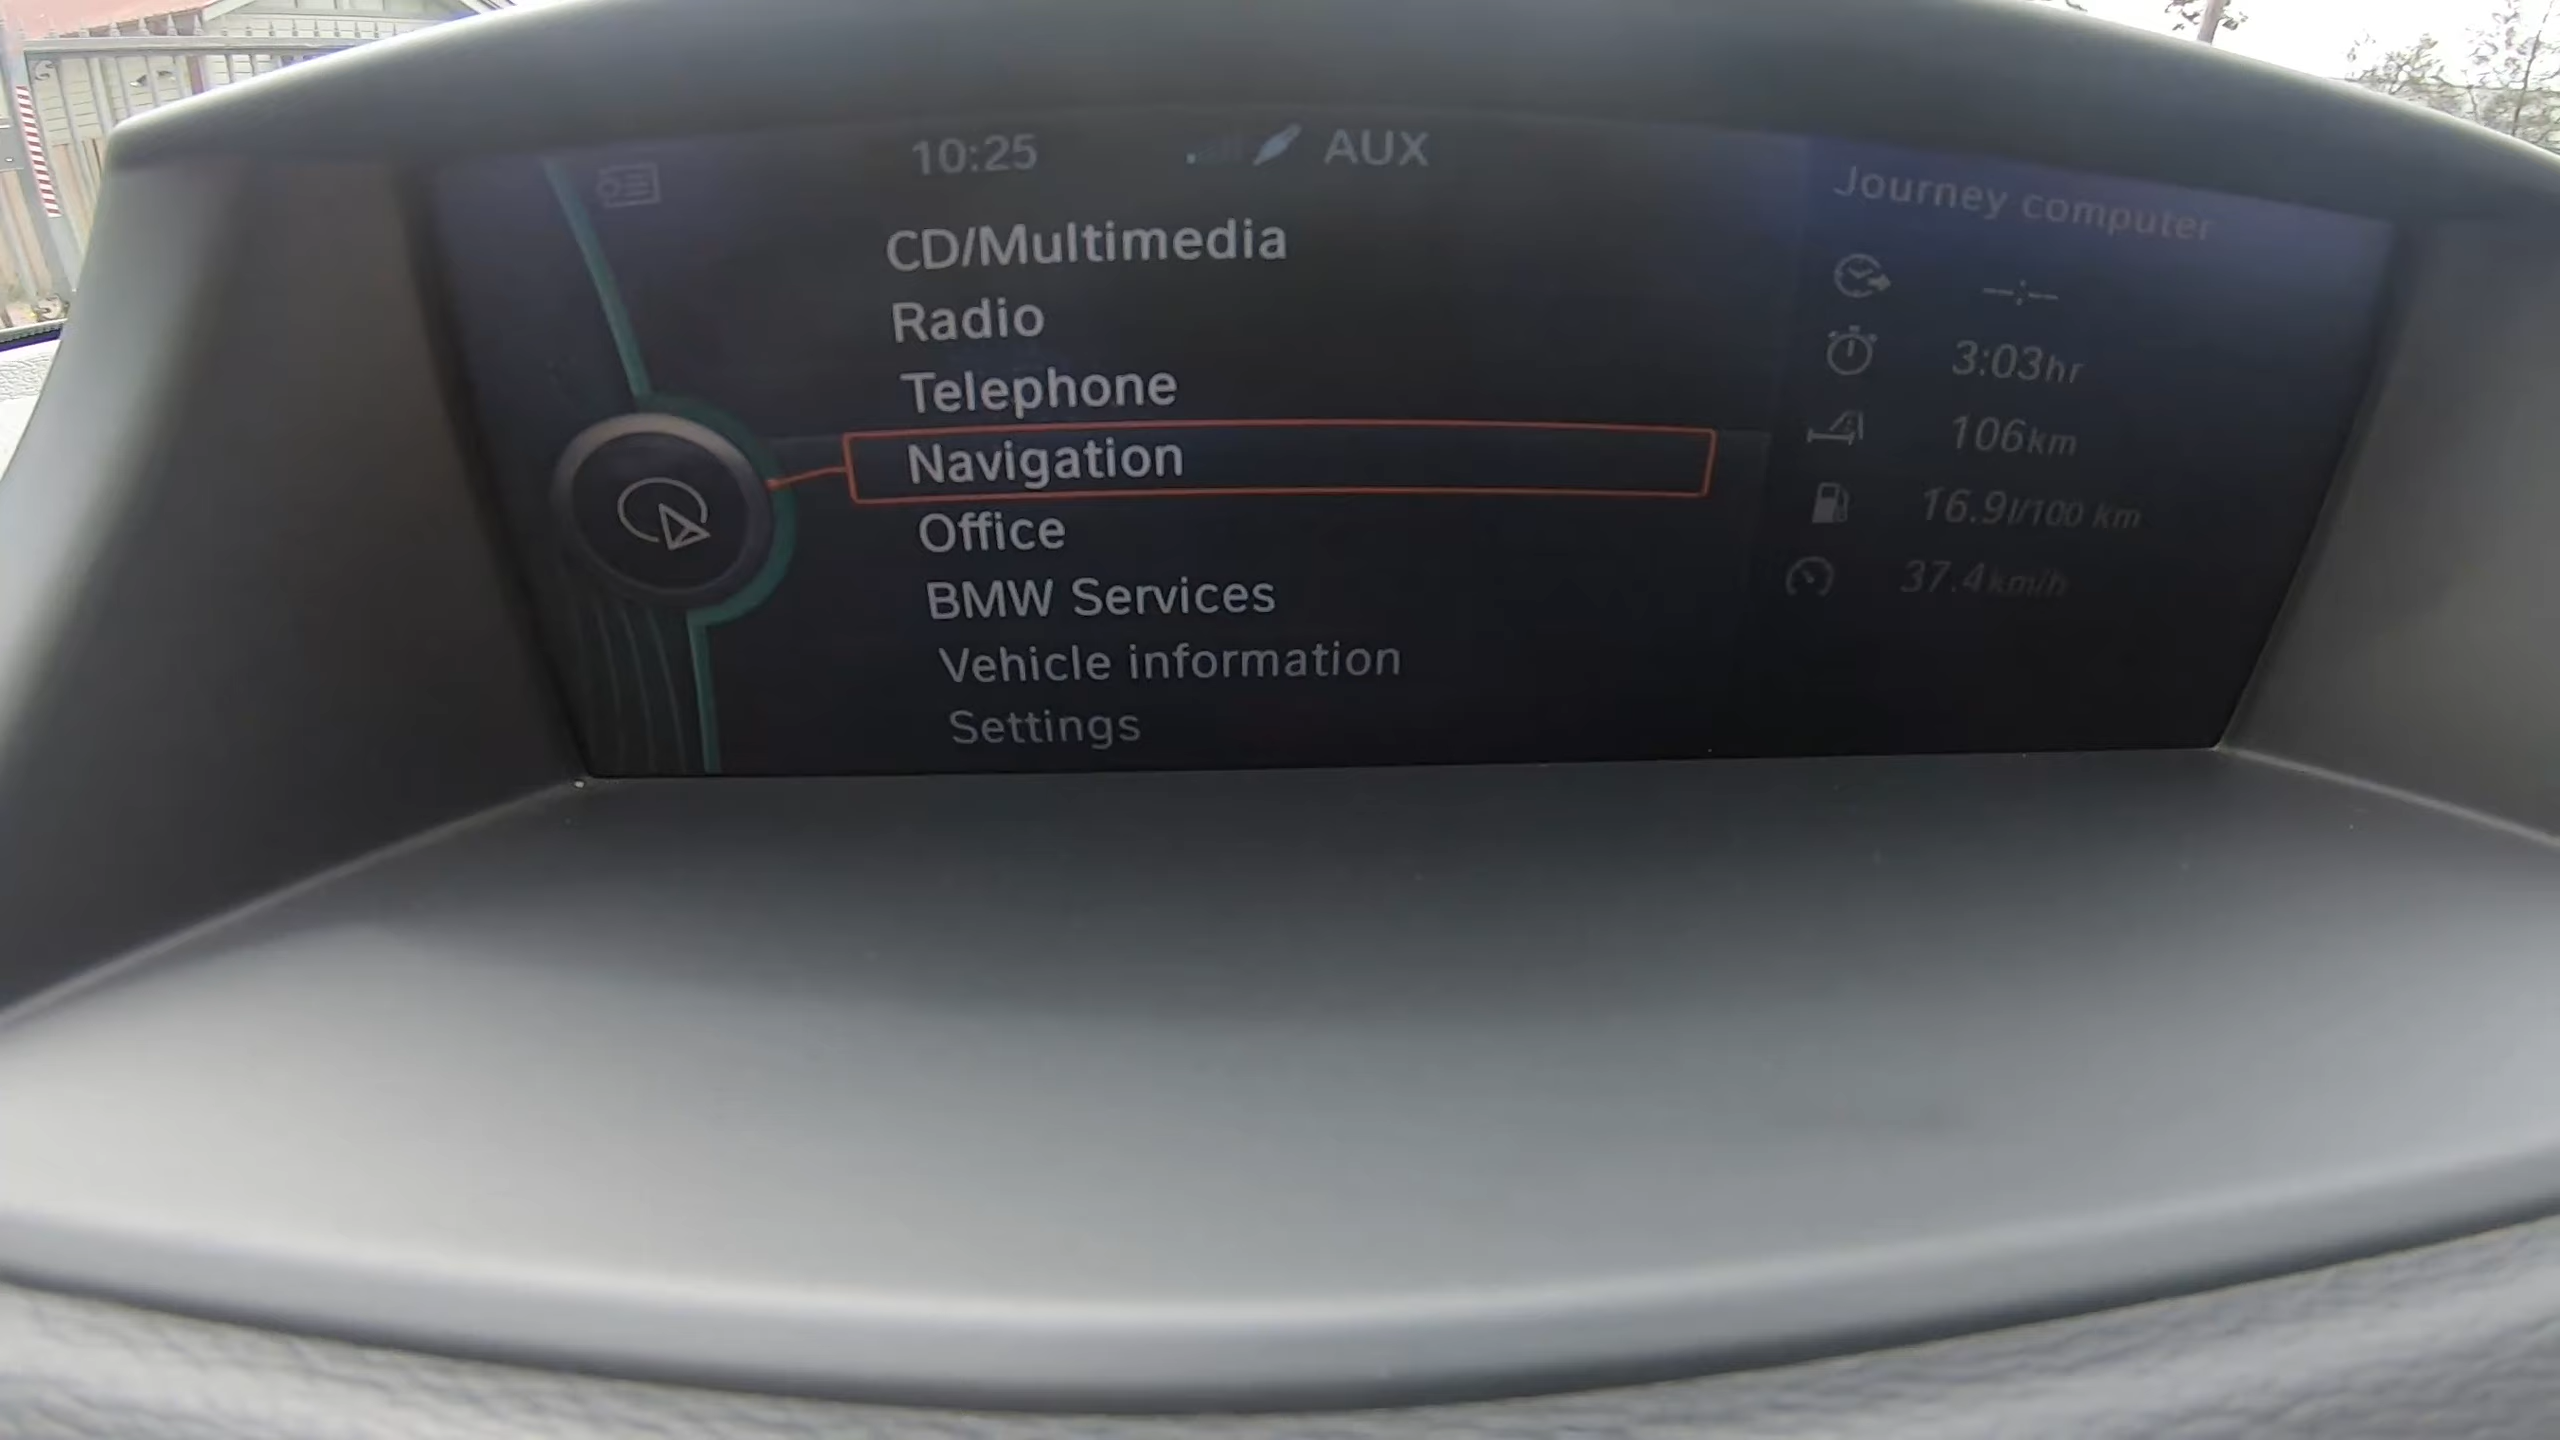 10:25 AUX
CD/Multimedia
Radio
Telephone
Navigation
Office
BMW Services
Vehicle information
Settings
Journey computer
--:--
3:03hr
106km
16.9l/100 km
37.4km/h